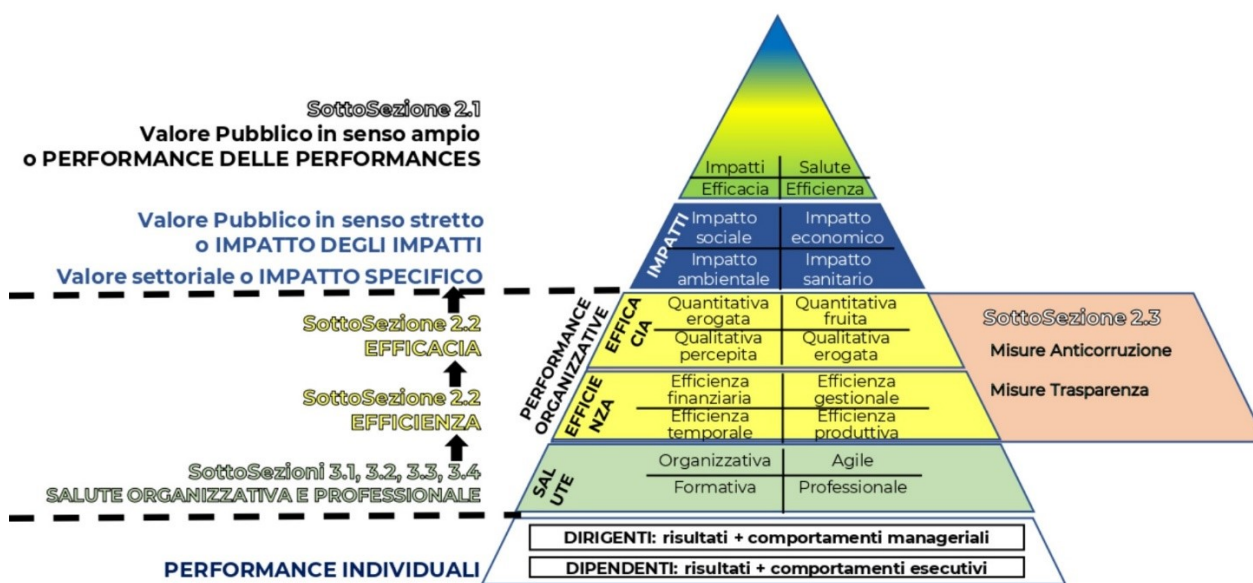 SottoSezione 2.1
Valore Pubblico in senso ampio
o PERFORMANCE DELLE PERFORMANCES
Impatti Salute
Efficacia Efficienza
Valore Pubblico in senso stretto
o IMPATTO DEGLI IMPATTI
Valore settoriale o IMPATTO SPECIFICO
IMPATTI
Impatto sociale
Impatto economico
Impatto ambientale
Impatto sanitario
PERFORMANCE
ORGANIZZATIVE
SottoSezione 2.2
EFFICACIA
EFFICA
CIA
Quantitativa erogata
Quantitativa fruita
Qualitativa percepita
Qualitativa erogata
SottoSezione 2.3
Misure Anticorruzione
Misure Trasparenza
SottoSezione 2.2
EFFICIENZA
EFFICIE
NZA
Efficienza finanziaria
Efficienza gestionale
Efficienza temporale
Efficienza produttiva
SottoSezioni 3.1, 3.2, 3.3, 3.4
SALUTE ORGANIZZATIVA E PROFESSIONALE
SAL
UTE
Organizzativa Agile
Formativa Professionale
PERFORMANCE INDIVIDUALI
DIRIGENTI: risultati + comportamenti manageriali
DIPENDENTI: risultati + comportamenti esecutivi